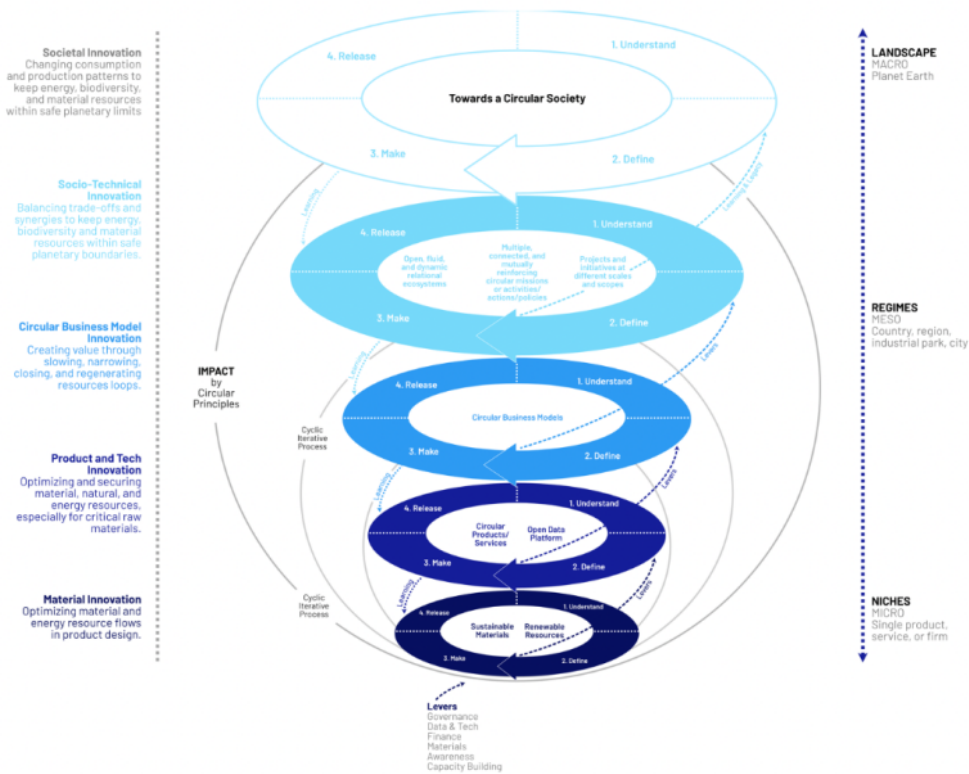 Societal Innovation
Changing consumption
and production patterns to
keep energy, biodiversity,
and material resources
within safe planetary limits
Socio-Technical
Innovation
Balancing trade-offs and
synergies to keep energy,
biodiversity and material
resources within safe
planetary boundaries.
Circular Business Model
Innovation
Creating value through
slowing, narrowing,
closing, and regenerating
resources loops.
Product and Tech
Innovation
Optimizing and securing
material, natural, and
energy resources,
especially for critical raw
materials.
Material Innovation
Optimizing material and
energy resource flows
in product design.
IMPACT
by
Circular
Principles
Cyclic
Iterative
Process
Cyclic
Iterative
Process
4. Release
1. Understand
Towards a Circular Society
3. Make
2. Define
Learning
Learning & Legacy
4. Release
1. Understand
Open, fluid,
and dynamic
relational
ecosystems
Multiple,
connected, and
mutually
reinforcing
circular missions
or activities/
actions/policies
Projects and
initiatives at
different scales
and scopes
3. Make
2. Define
Learning
Levers
4. Release
1. Understand
Circular Business Models
3. Make
2. Define
Learning
Levers
4. Release
1. Understand
Circular
Products/
Services
Open Data
Platform
3. Make
2. Define
Learning
Levers
4. Release
1. Understand
Sustainable
Materials
Renewable
Resources
3. Make
2. Define
Levers
Governance
Data & Tech
Finance
Materials
Awareness
Capacity Building
LANDSCAPE
MACRO
Planet Earth
REGIMES
MESO
Country, region,
industrial park, city
NICHES
MICRO
Single product,
service, or firm